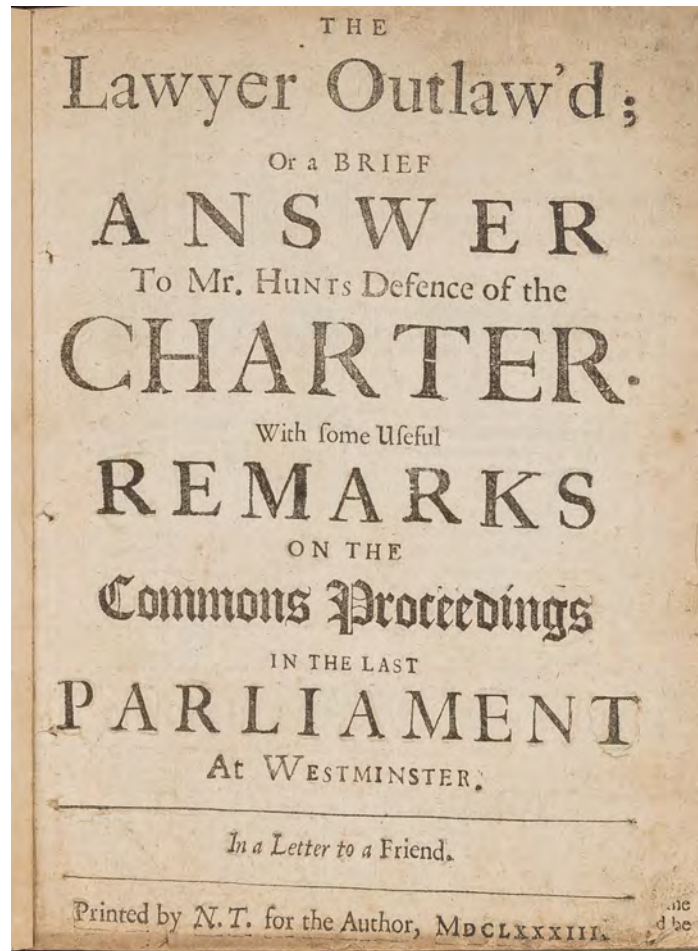 THE
Lawyer Outlaw'd;
Or a BRIEF
ANSWER
To Mr. HUNTS Defence of the
CHARTER.
With ſome Uſeful
REMARKS
ON THE
Commons Proceedings
IN THE LAST
PARLIAMENT
At WESTMINSTER.
In a Letter to a Friend.
Printed by N. T. for the Author, MDCLXXXIII.
d be